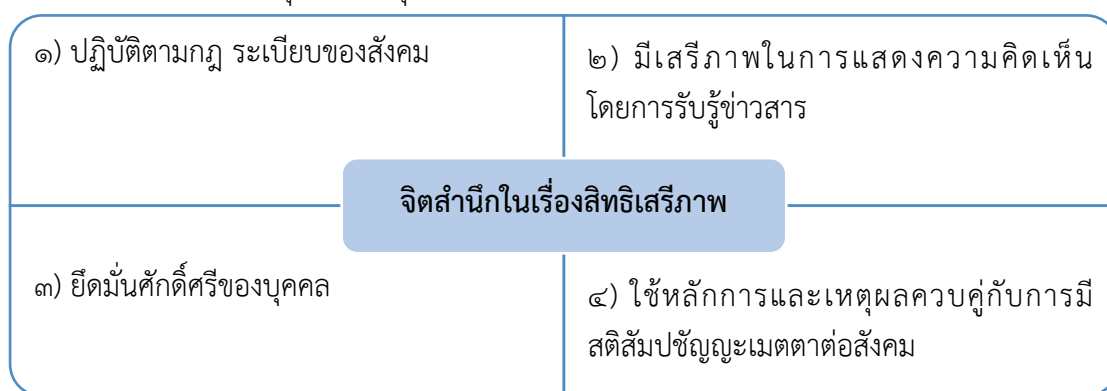 ๑) ปฏิบัติตามกฎ ระเบียบของสังคม
๒) มีเสรีภาพในการแสดงความคิดเห็น
โดยการรับรู้ข่าวสาร
จิตสำนึกในเรื่องสิทธิเสรีภาพ
๓) ยึดมั่นศักดิ์ศรีของบุคคล
๔) ใช้หลักการและเหตุผลควบคู่กับการมี
สติสัมปชัญญะเมตตาต่อสังคม